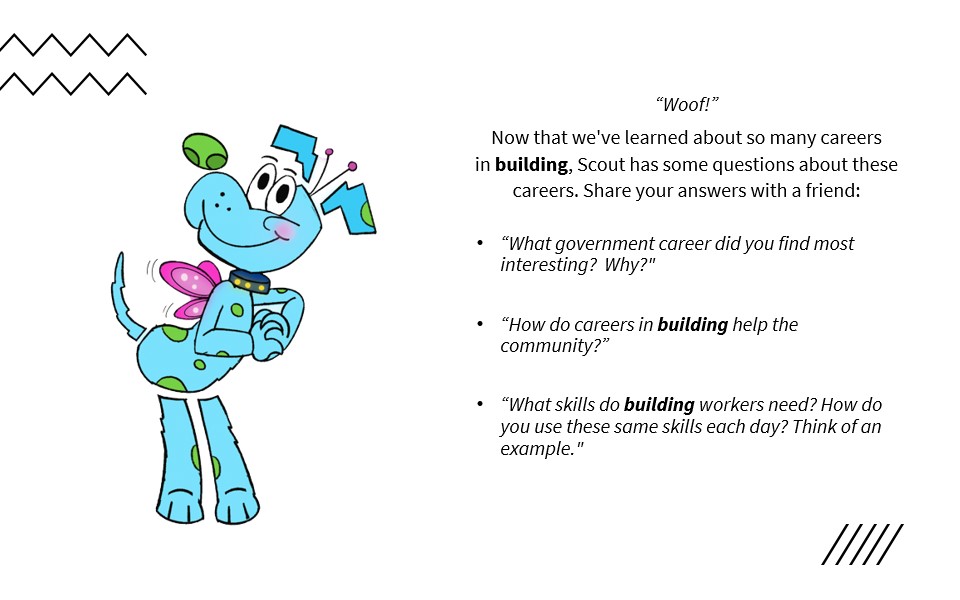 “Woof!”
Now that we've learned about so many careers
in building, Scout has some questions about these
careers. Share your answers with a friend:
• “What government career did you find most
interesting?  Why?"
• “How do careers in building help the
community?”
• “What skills do building workers need? How do
you use these same skills each day? Think of an
example."